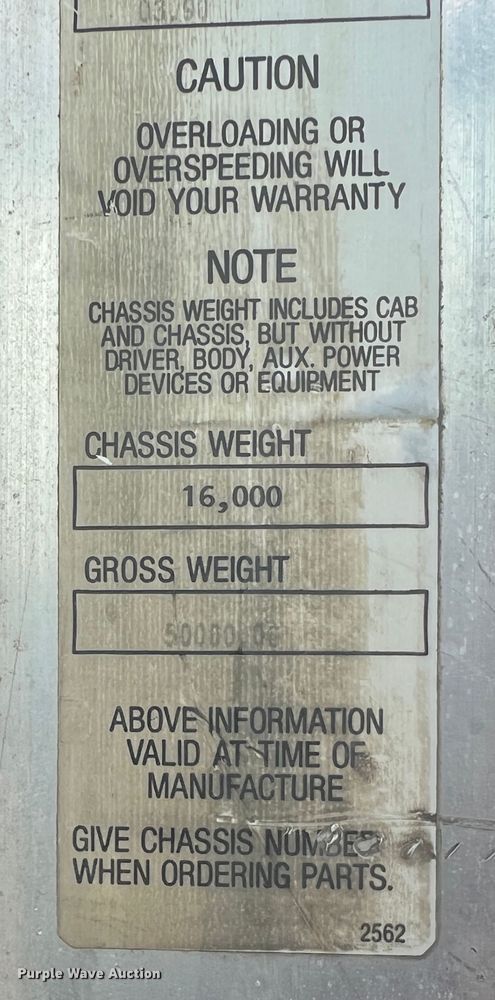 CAUTION
OVERLOADING OR
OVERSPEEDING WILL
VOID YOUR WARRANTY
NOTE
CHASSIS WEIGHT INCLUDES CAB
AND CHASSIS, BUT WITHOUT
DRIVER, BODY, AUX. POWER
DEVICES OR EQUIPMENT
CHASSIS WEIGHT
16,000
GROSS WEIGHT
ABOVE INFORMATION
VALID AT TIME OF
MANUFACTURE
GIVE CHASSIS NUMBER
WHEN ORDERING PARTS.
2562
Purple Wave Auction